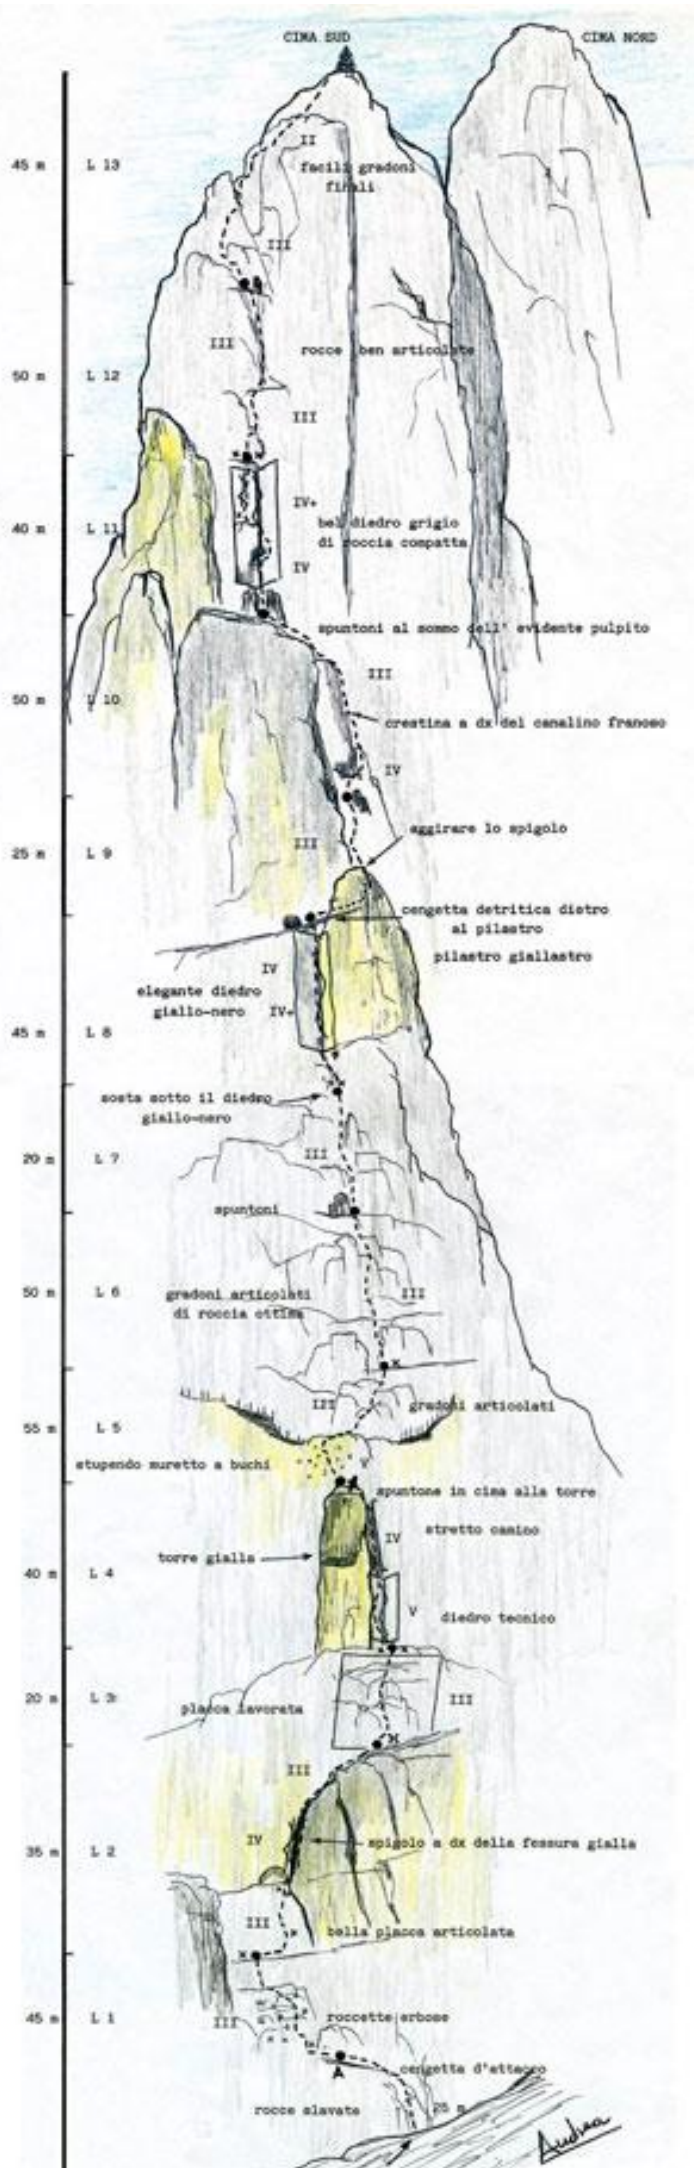 CIMA SUD
CIMA NORD
45 m
L 13
II
facili gradoni
finali
III
III
rocce ben articolate
50 m
L 12
III
IV+
bel diedro grigio
di roccia compatta
40 m
L 11
IV
spuntoni al sommo dell' evidente pulpito
III
50 m
L 10
crestina a dx del canalino franoso
IV
aggirare lo spigolo
25 m
L 9
III
cengetta detritica dietro
al pilastro
pilastro giallastro
IV
elegante diedro
giallo-nero
IV+
45 m
L 8
sosta sotto il diedro
giallo-nero
20 m
L 7
III
spuntoni
50 m
L 6
gradoni articolati
di roccia ottima
III
III
gradoni articolati
55 m
L 5
stupendo muretto a buchi
V
spuntone in cima alla torre
IV
stretto camino
torre gialla
40 m
L 4
V
diedro tecnico
20 m
L 3
placca lavorata
III
III
IV
spigolo a dx della fessura gialla
35 m
L 2
III
bella placca articolata
45 m
L 1
III
roccette erbose
cengetta d'attacco
A
rocce slavate
25 m
Andrea